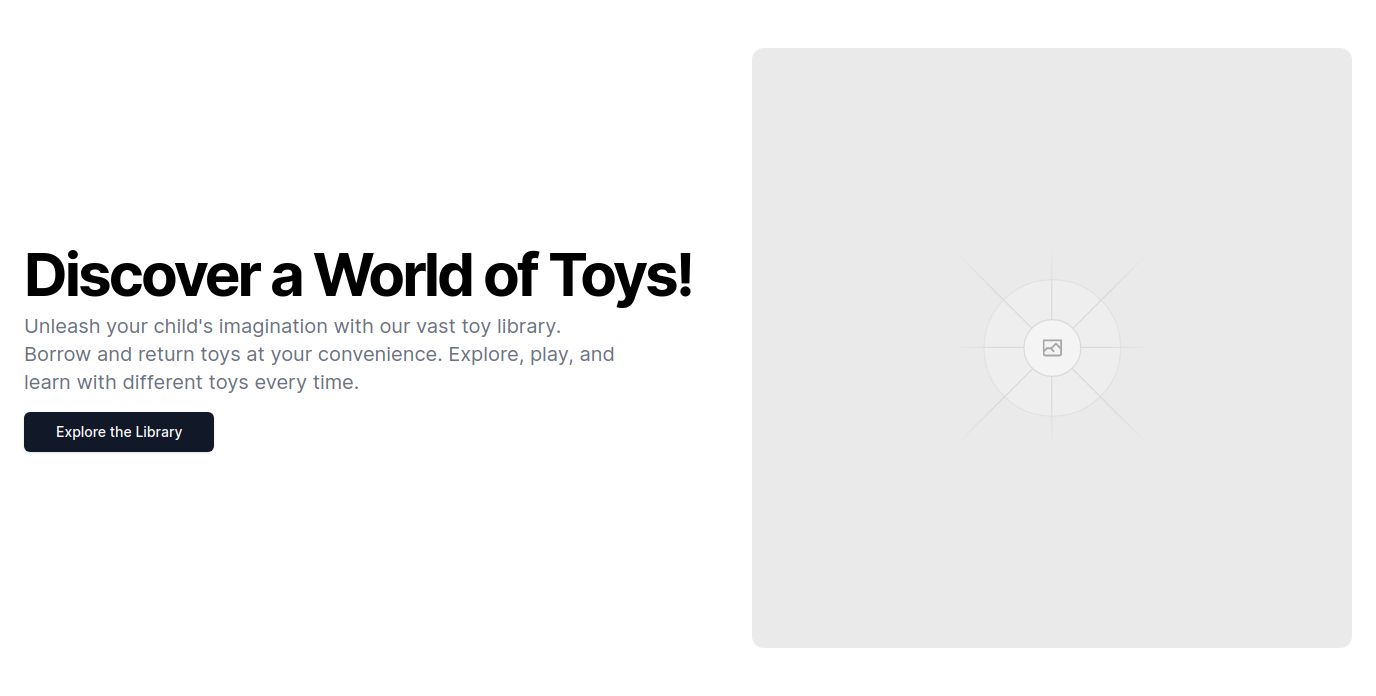 Discover a World of Toys!
Unleash your child's imagination with our vast toy library.
Borrow and return toys at your convenience. Explore, play, and
learn with different toys every time.
Explore the Library